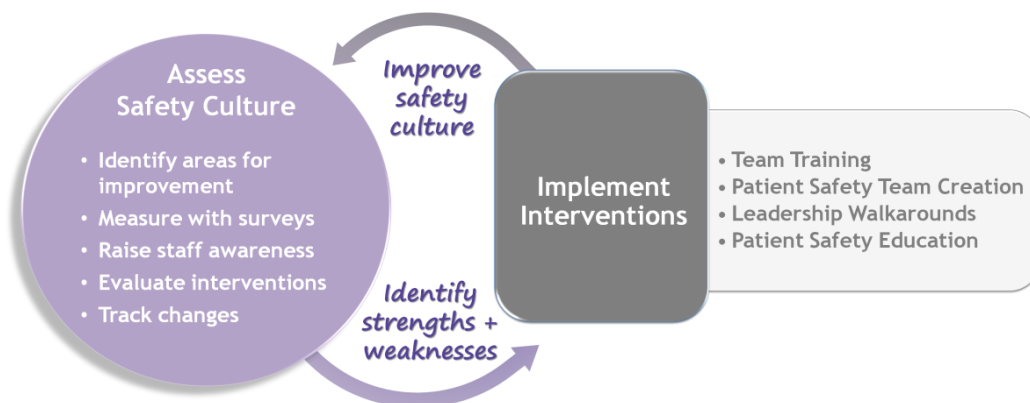 Assess
Safety Culture
• Identify areas for
improvement
• Measure with surveys
• Raise staff awareness
• Evaluate interventions
• Track changes
Improve
safety
culture
Identify
strengths +
weaknesses
Implement
Interventions
• Team Training
• Patient Safety Team Creation
• Leadership Walkarounds
• Patient Safety Education